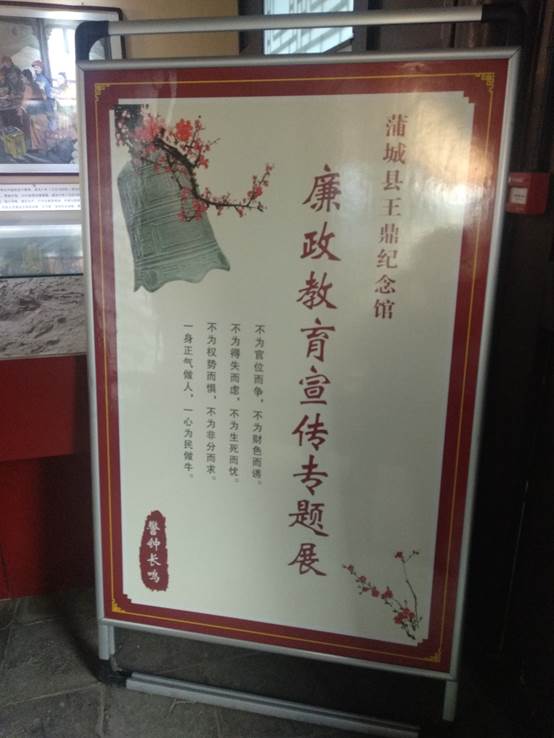 蒲城县王鼎纪念馆
廉政教育宣传专题展
不为官位而争，不为财色而诱。
不为得失而虑，不为生死而忧。
不为权势而惧，不为非分而求。
一身正气做人，一心为民做牛。
警钟长鸣